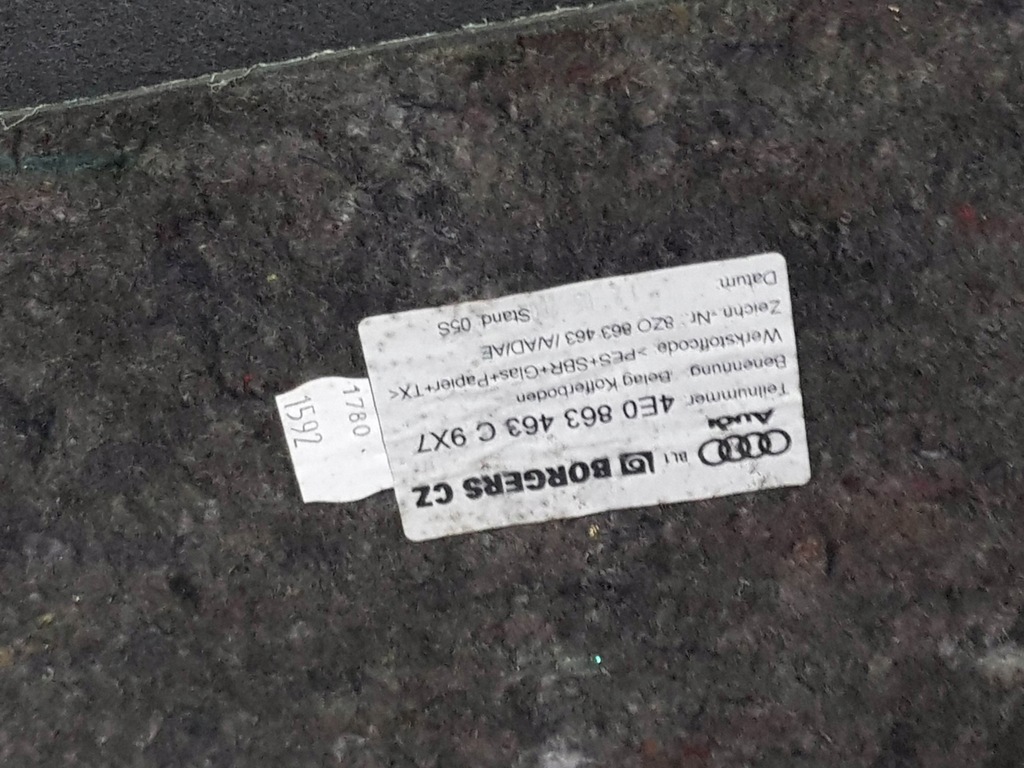 Audi
BL1 BORGERS CZ
Teilnummer 4E0 863 463 C 9X7
Benennung Belag Kofferboden
Werkstoffcode >PES+SBR+Glas+Papier+TX<
Zeichn-Nr. 8Z0 863 463 /A/AD/AE
Datum: Stand 05S
1780
1592